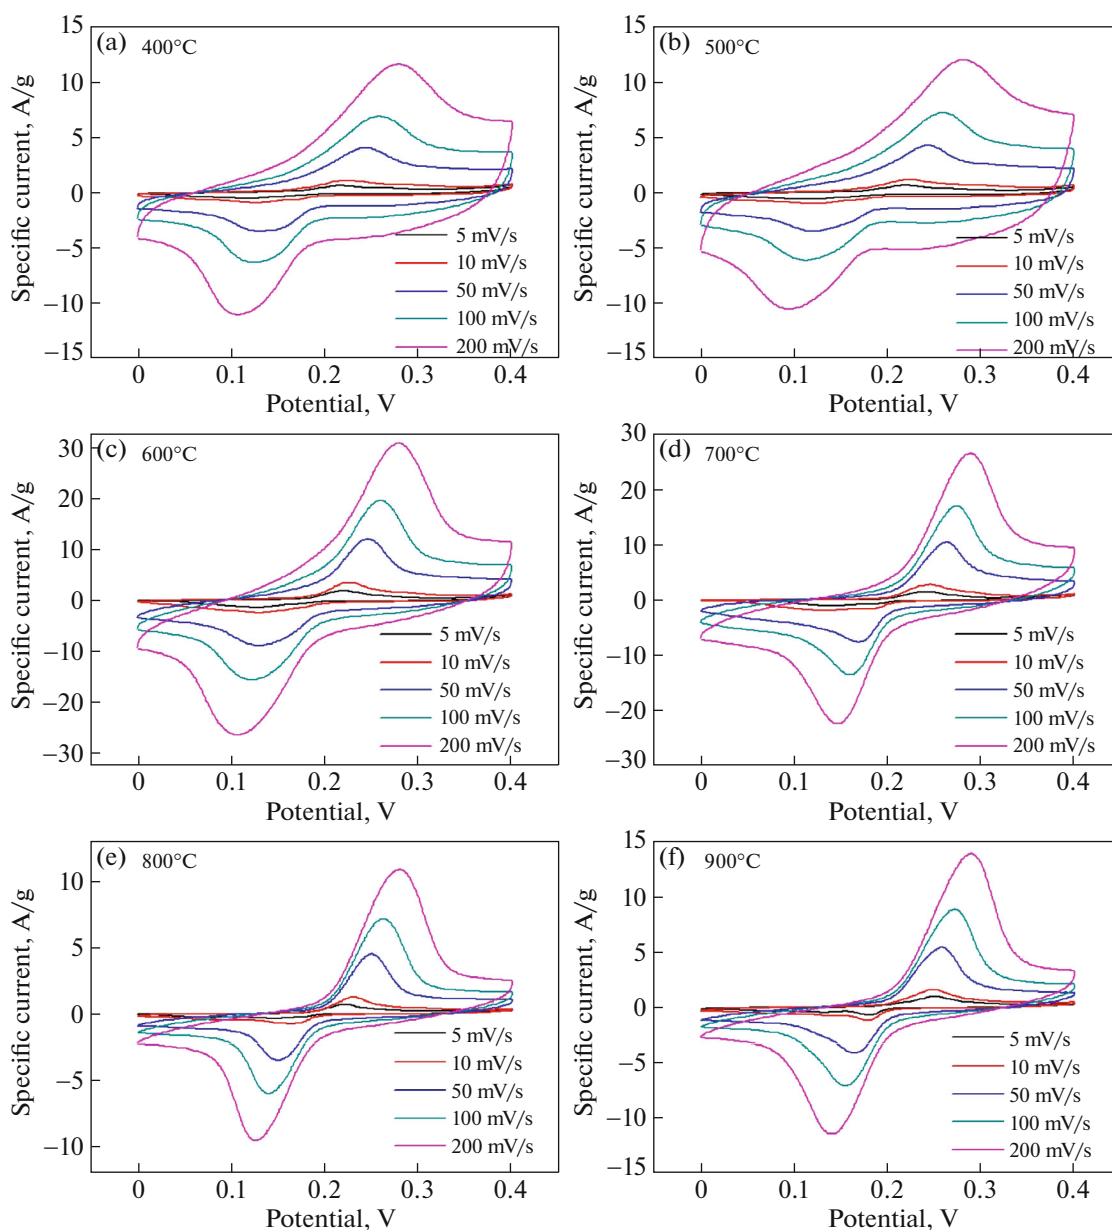 (a) 400°C
Specific current, A/g
15
10
5
0
−5
−10
−15
0 0.1 0.2 0.3 0.4
Potential, V
5 mV/s
10 mV/s
50 mV/s
100 mV/s
200 mV/s
(b) 500°C
Specific current, A/g
15
10
5
0
−5
−10
−15
0 0.1 0.2 0.3 0.4
Potential, V
5 mV/s
10 mV/s
50 mV/s
100 mV/s
200 mV/s
(c) 600°C
Specific current, A/g
30
20
10
0
−10
−20
−30
0 0.1 0.2 0.3 0.4
Potential, V
5 mV/s
10 mV/s
50 mV/s
100 mV/s
200 mV/s
(d) 700°C
Specific current, A/g
30
20
10
0
−10
−20
−30
0 0.1 0.2 0.3 0.4
Potential, V
5 mV/s
10 mV/s
50 mV/s
100 mV/s
200 mV/s
(e) 800°C
Specific current, A/g
10
5
0
−5
−10
0 0.1 0.2 0.3 0.4
Potential, V
5 mV/s
10 mV/s
50 mV/s
100 mV/s
200 mV/s
(f) 900°C
Specific current, A/g
15
10
5
0
−5
−10
−15
0 0.1 0.2 0.3 0.4
Potential, V
5 mV/s
10 mV/s
50 mV/s
100 mV/s
200 mV/s